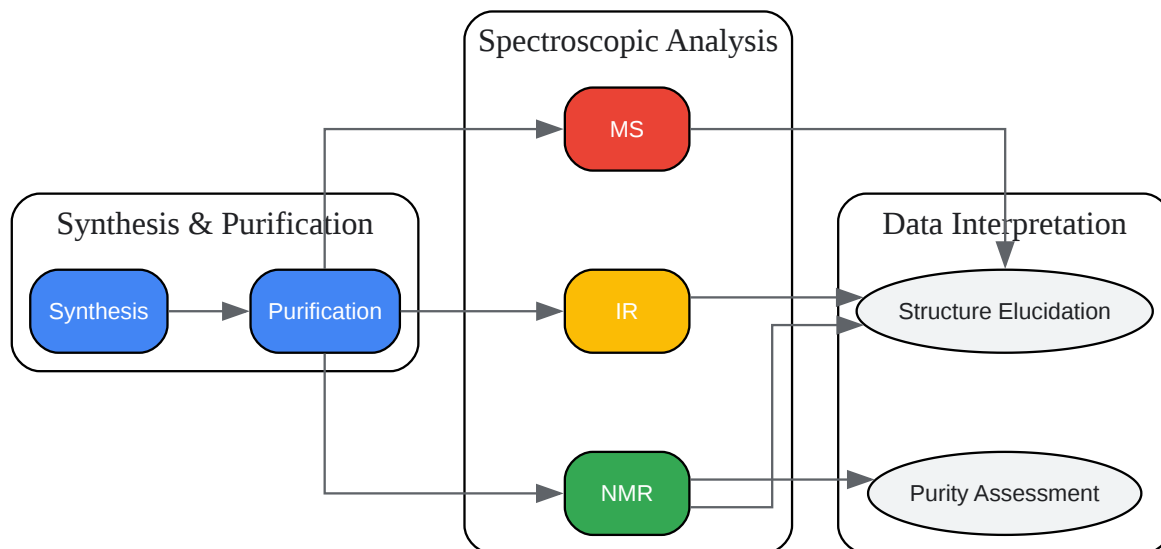 Spectroscopic Analysis
MS
Synthesis & Purification
Data Interpretation
Synthesis
Purification
IR
Structure Elucidation
NMR
Purity Assessment